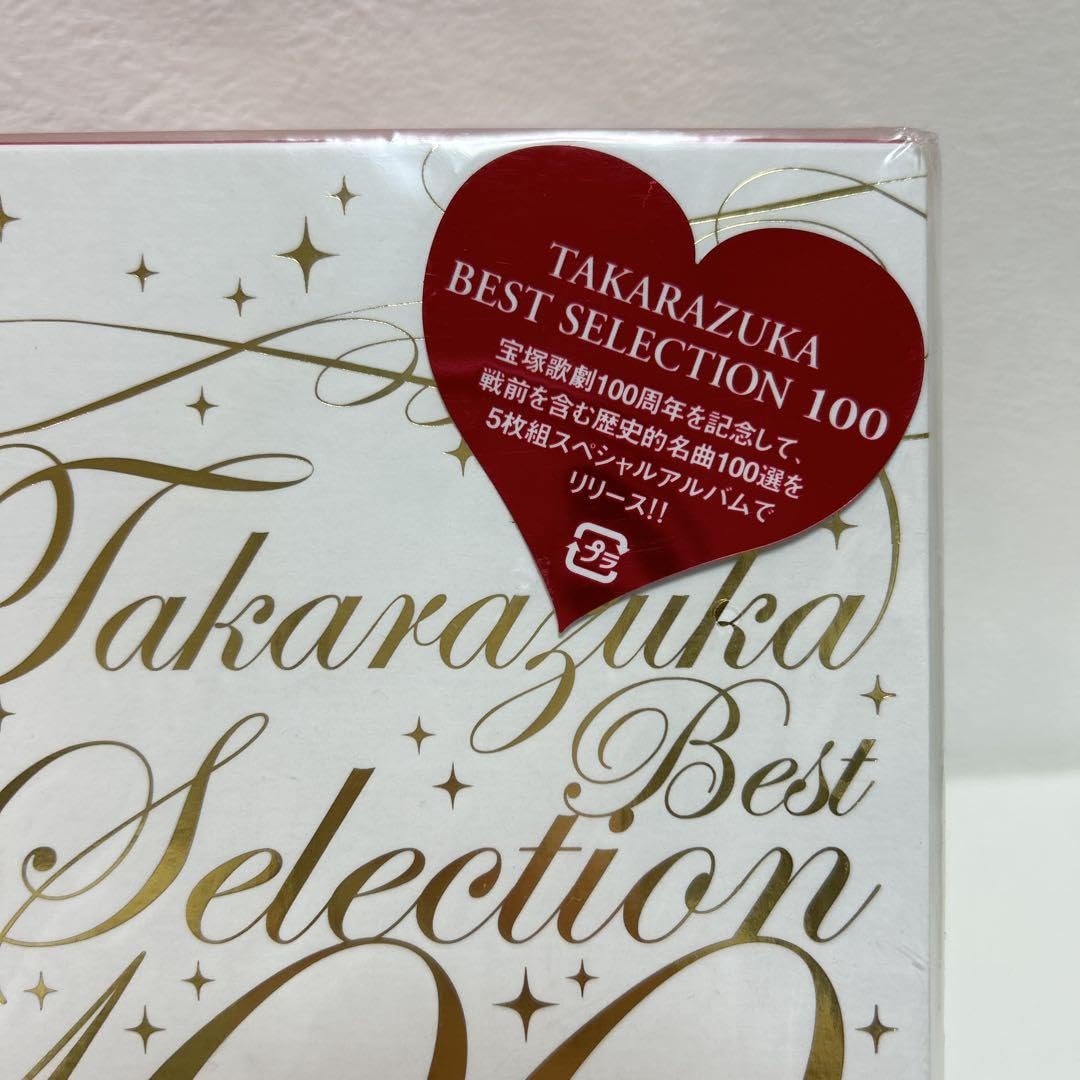 TAKARAZUKA
BEST SELECTION 100
宝塚歌劇100周年を記念して、
戦前を含む歴史的名曲100選を
5枚組スペシャルアルバムで
リリース!!
プラ
Takarazuka
Best
Selection
100